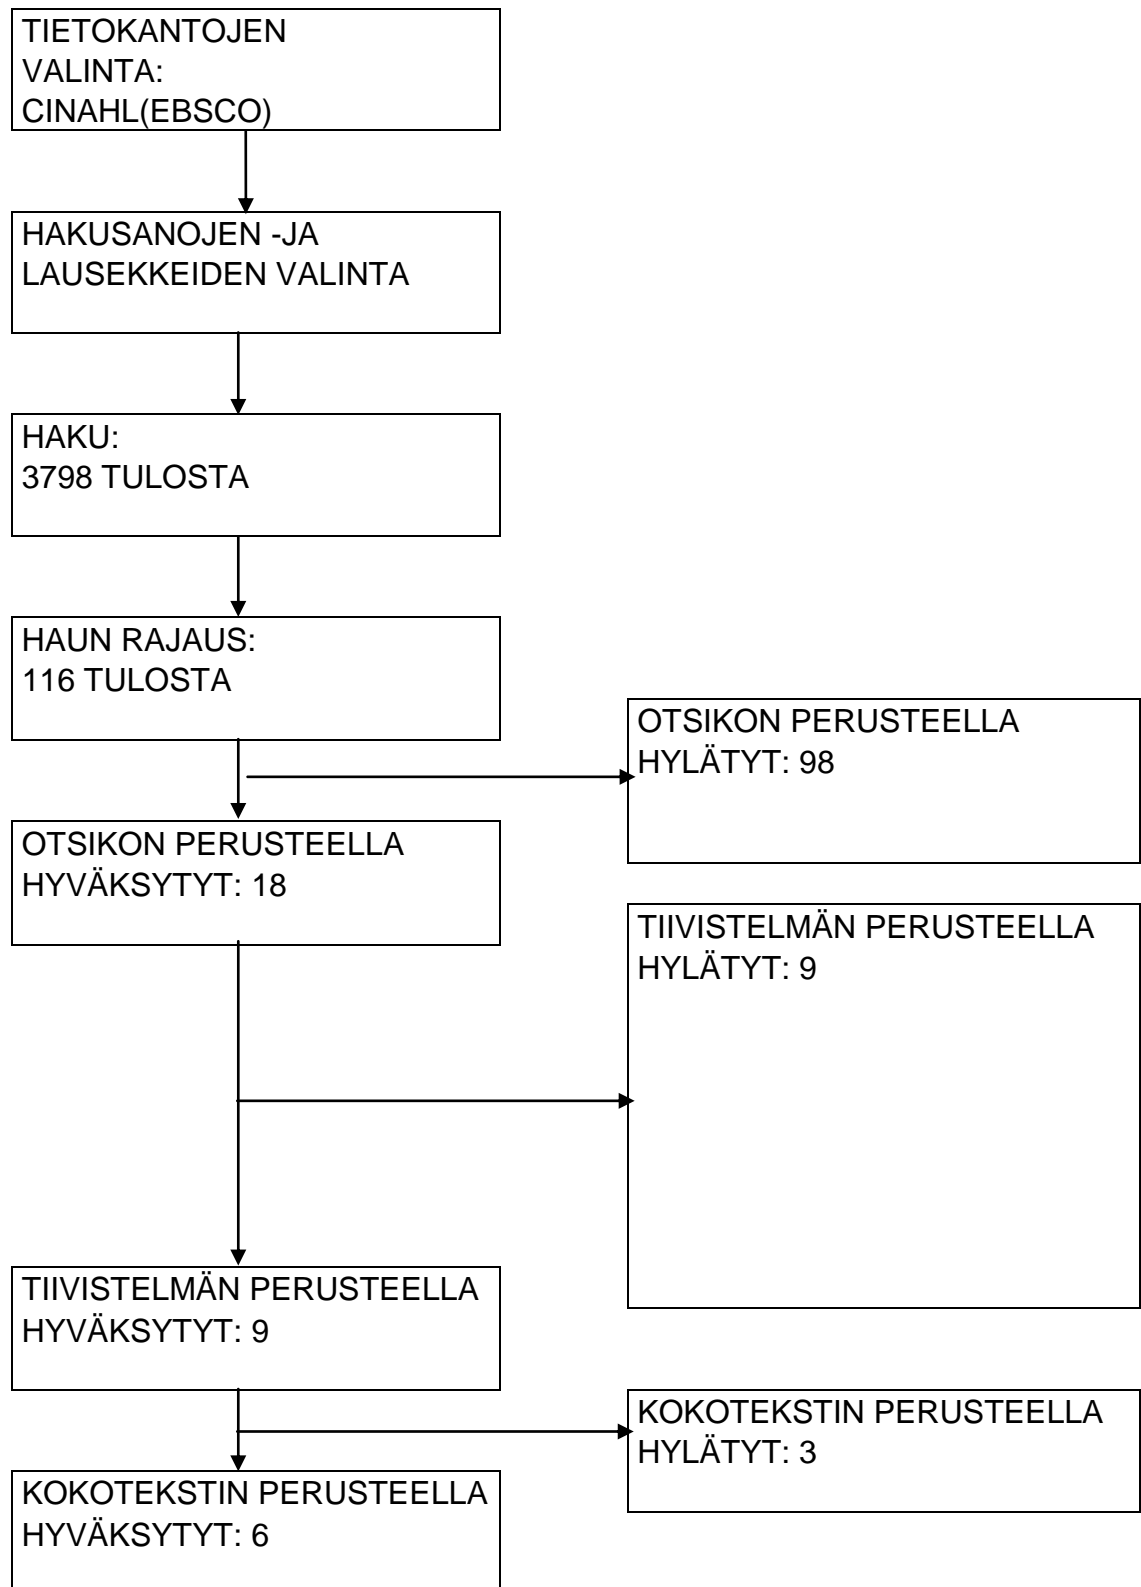 TIETOKANTOJEN
VALINTA:
CINAHL(EBSCO)
HAKUSANOJEN -JA
LAUSEKKEIDEN VALINTA
HAKU:
3798 TULOSTA
HAUN RAJAUS:
116 TULOSTA
OTSIKON PERUSTEELLA
HYLÄTYT: 98
OTSIKON PERUSTEELLA
HYVÄKSYTYT: 18
TIIVISTELMÄN PERUSTEELLA
HYLÄTYT: 9
TIIVISTELMÄN PERUSTEELLA
HYVÄKSYTYT: 9
KOKOTEKSTIN PERUSTEELLA
HYLÄTYT: 3
KOKOTEKSTIN PERUSTEELLA
HYVÄKSYTYT: 6